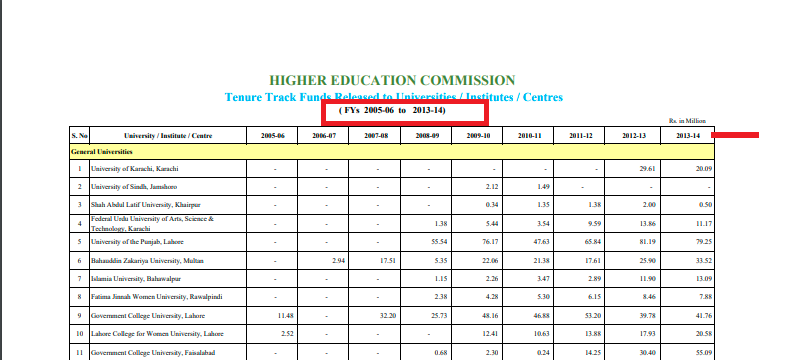 HIGHER EDUCATION COMMISSION
Tenure Track Funds Released to Universities / Institutes / Centres
( FYs 2005-06 to 2013-14)
Rs. in Million
S. No University / Institute / Centre 2005-06 2006-07 2007-08 2008-09 2009-10 2010-11 2011-12 2012-13 2013-14
General Universities
1 University of Karachi, Karachi - - - - - - - 29.61 20.09
2 University of Sindh, Jamshoro - - - - 2.12 1.49 - - -
3 Shah Abdul Latif University, Khairpur - - - - 0.34 1.35 1.38 2.00 0.50
4 Federal Urdu University of Arts, Science &
Technology, Karachi - - - 1.38 5.44 3.54 9.59 13.86 11.17
5 University of the Punjab, Lahore - - - 55.54 76.17 47.63 65.84 81.19 79.25
6 Bahauddin Zakariya University, Multan - 2.94 17.51 5.35 22.06 21.38 17.61 25.90 33.52
7 Islamia University, Bahawalpur - - - 1.15 2.26 3.47 2.89 11.90 13.09
8 Fatima Jinnah Women University, Rawalpindi - - - 2.38 4.28 5.30 6.15 8.46 7.88
9 Government College University, Lahore 11.48 - 32.20 25.73 48.16 46.88 53.20 39.78 41.76
10 Lahore College for Women University, Lahore 2.52 - - - 12.41 10.63 13.88 17.93 20.58
11 Government College University, Faisalabad - - - 0.68 2.30 0.24 14.25 30.40 55.09